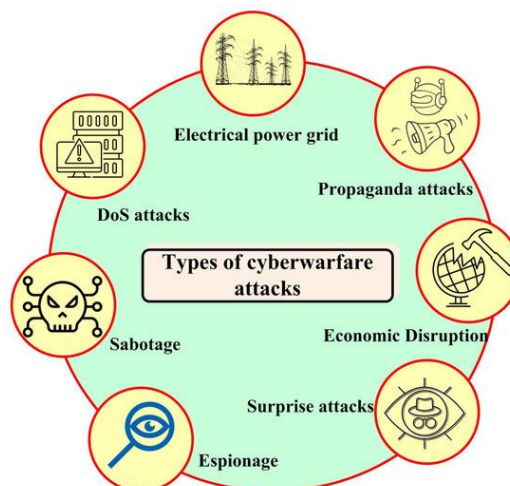 Electrical power grid
Propaganda attacks
DoS attacks
Types of cyberwarfare
attacks
Economic Disruption
Sabotage
Surprise attacks
Espionage